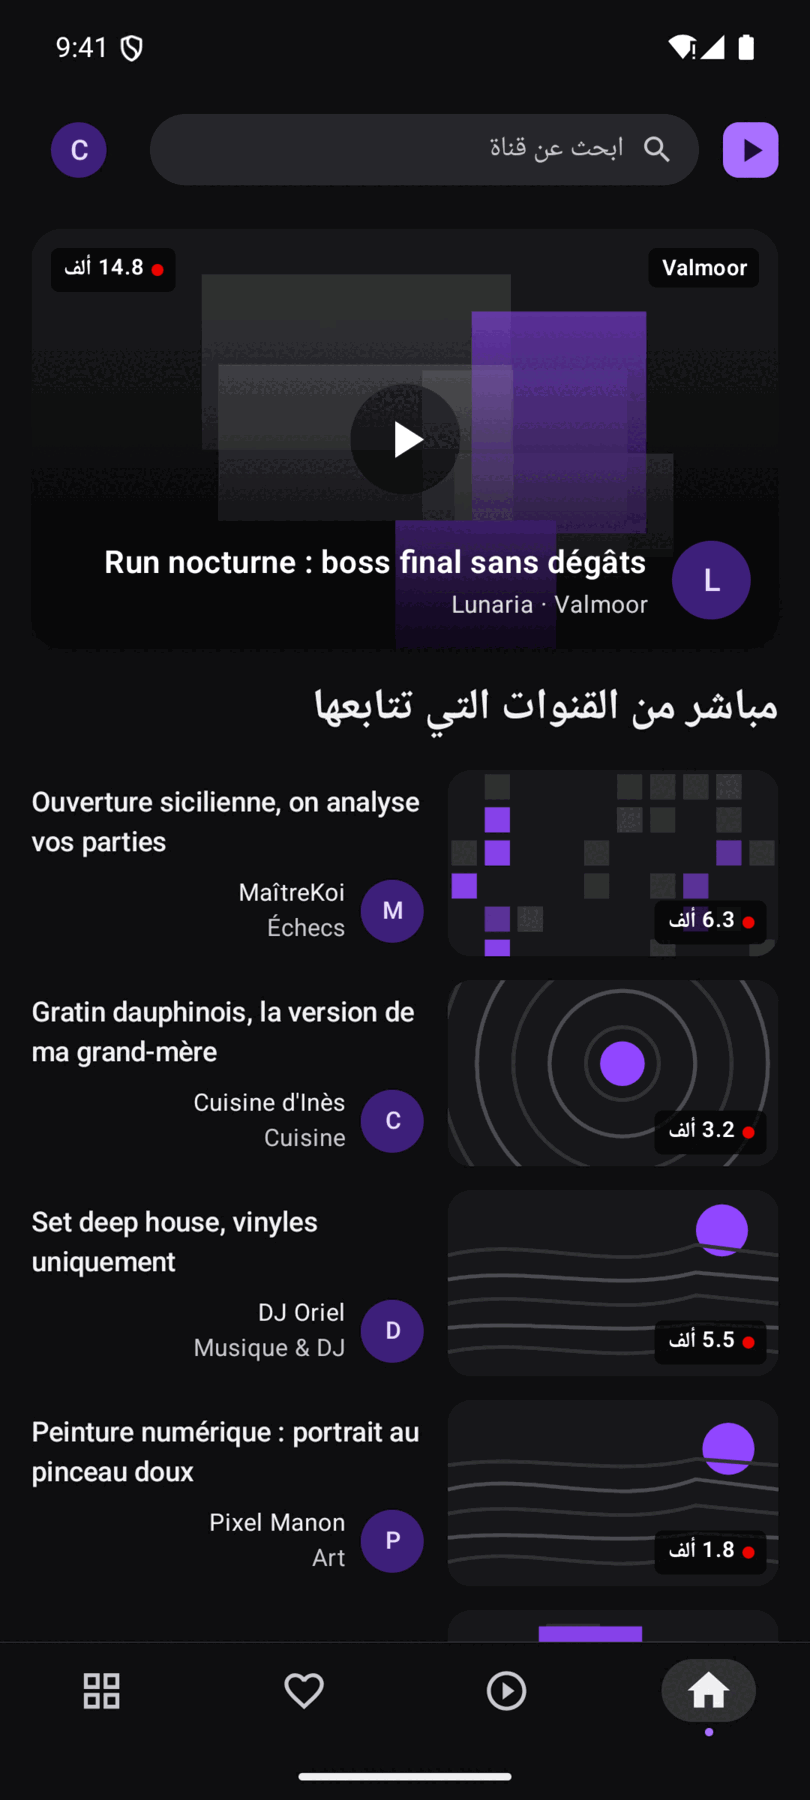 9:41
ابحث عن قناة
C
Valmoor
14.8 ألف
Run nocturne : boss final sans dégâts
Lunaria · Valmoor
L
مباشر من القنوات التي تتابعها
Ouverture sicilienne, on analyse
vos parties
MaîtreKoi
Échecs
M
6.3 ألف
Gratin dauphinois, la version de
ma grand-mère
Cuisine d'Inès
Cuisine
C
3.2 ألف
Set deep house, vinyles
uniquement
DJ Oriel
Musique & DJ
D
5.5 ألف
Peinture numérique : portrait au
pinceau doux
Pixel Manon
Art
P
1.8 ألف